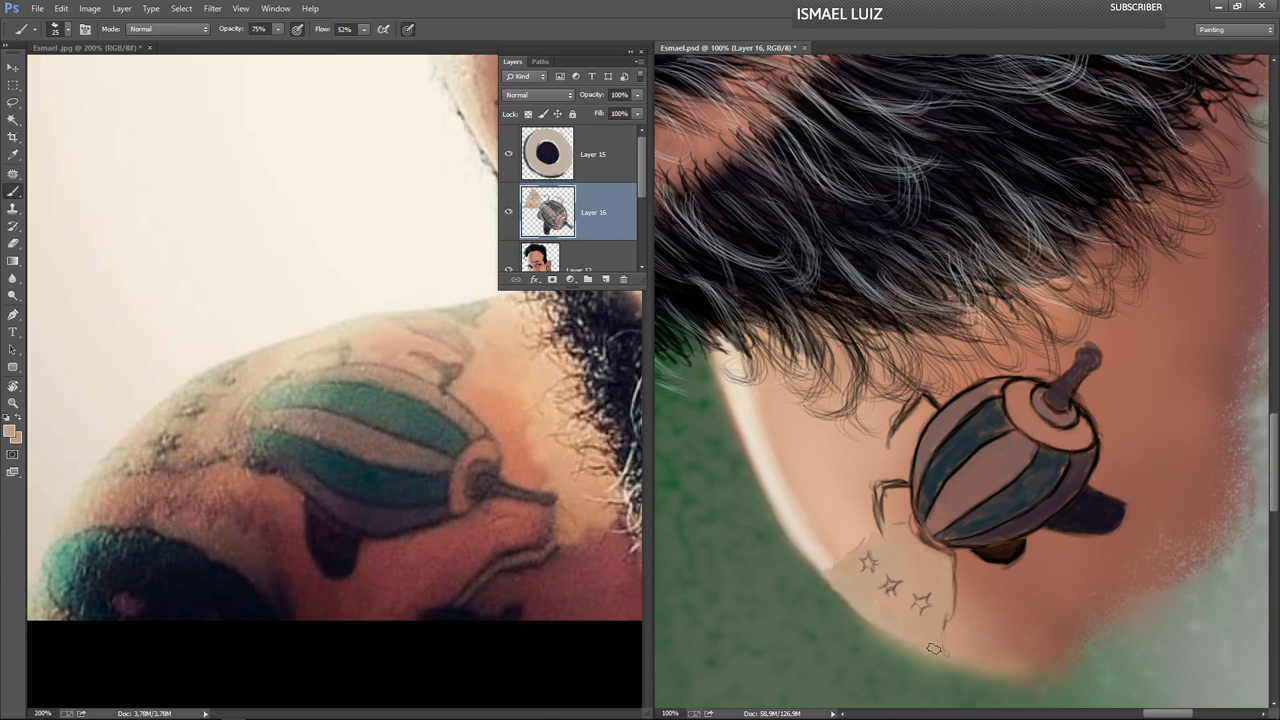 ISMAEL LUIZ
SUBSCRIBER
Ps File Edit Image Layer Type Select Filter View Window Help
25 Mode: Normal Opacity: 75% Flow: 52% Painting
Esmael .jpg @ 200% (RGB/8#) * ×
Esmael.psd @ 100% (Layer 16, RGB/8) * ×
Layers Paths
Kind
Normal Opacity: 100%
Lock: Fill: 100%
Layer 15
Layer 16
fx
200% Doc: 3,78M/3,78M
100% Doc: 58,9M/126,9M